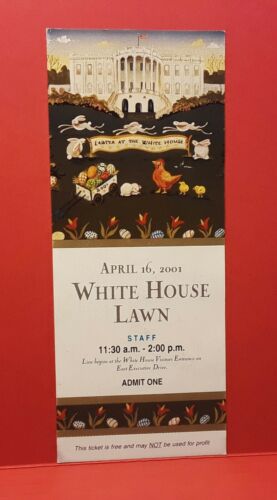 EASTER AT THE WHITE HOUSE
APRIL 16, 2001
WHITE HOUSE
LAWN
STAFF
11:30 a.m. - 2:00 p.m.
Line begins at the White House Visitors Entrance on
East Executive Drive.
ADMIT ONE
This ticket is free and may NOT be used for profit